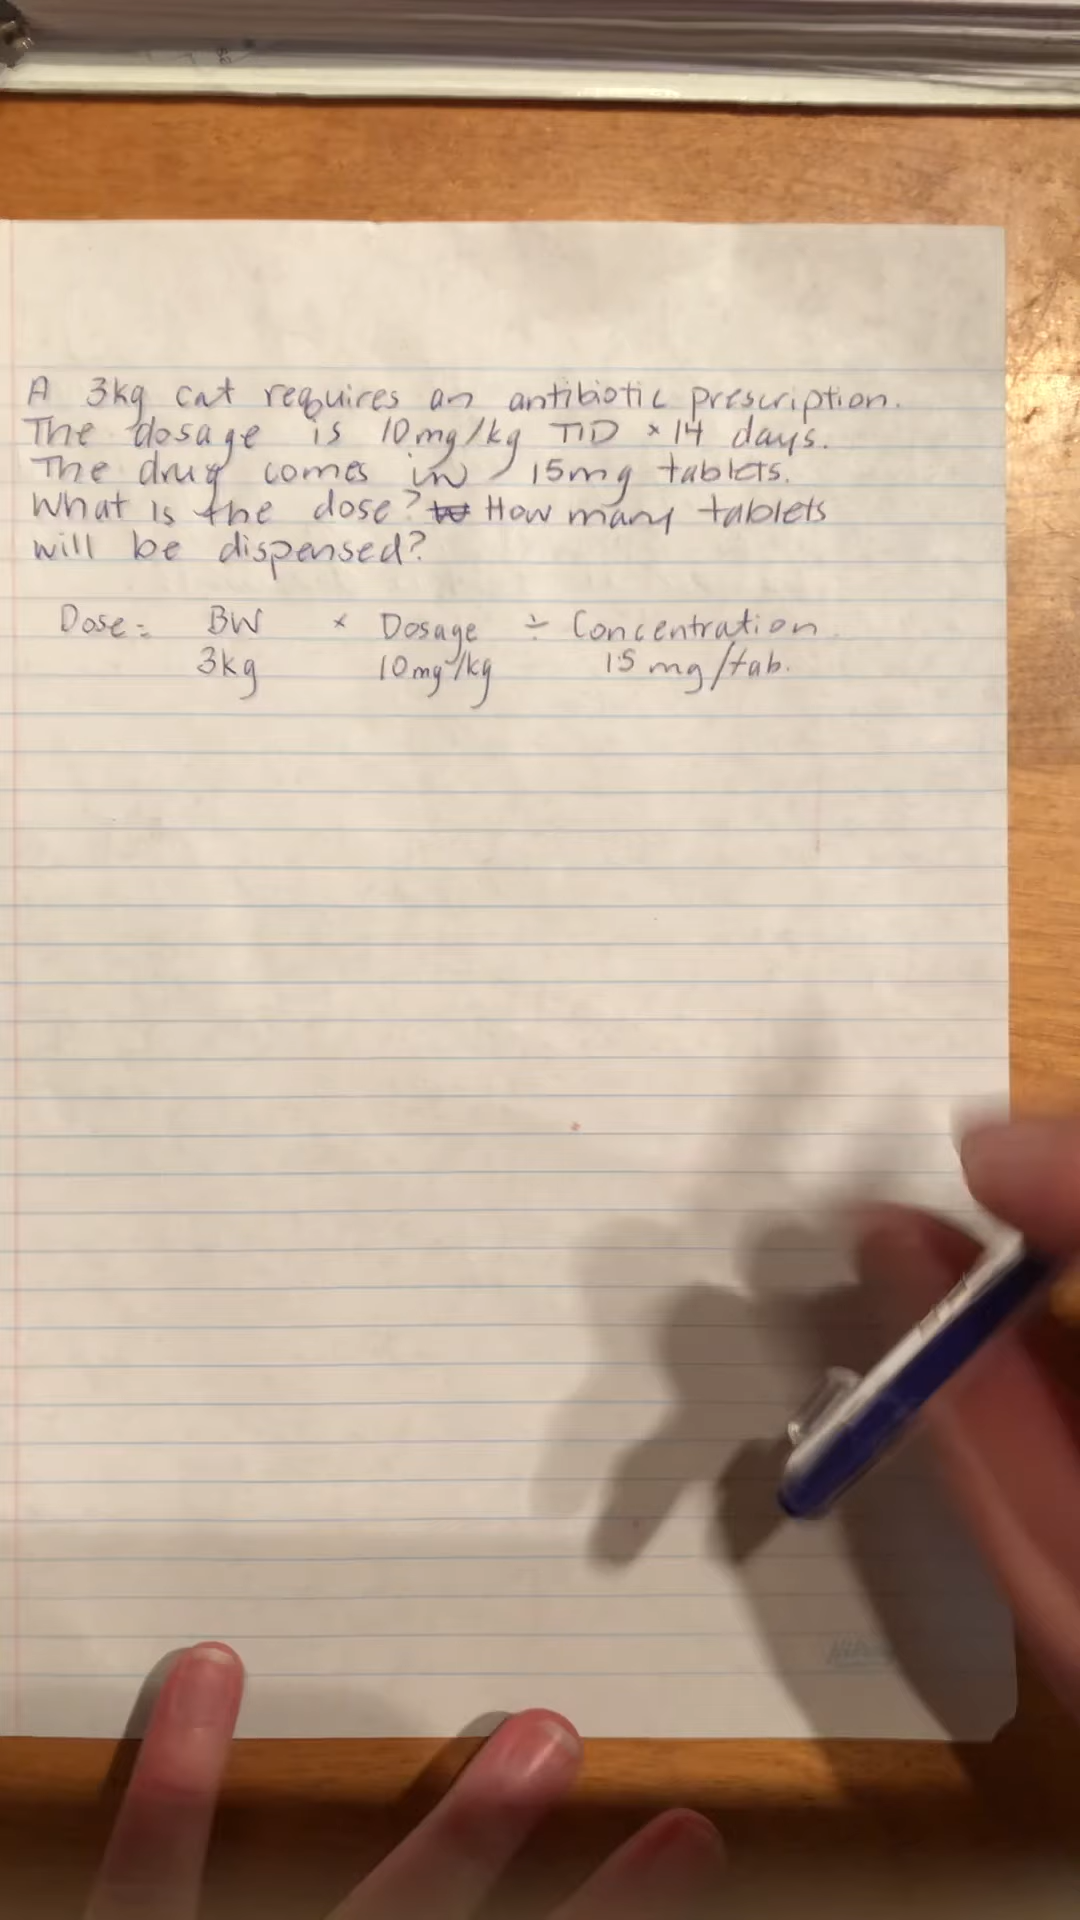 A 3kg cat requires an antibiotic prescription.
The dosage is 10mg/kg TID × 14 days.
The drug comes in 15mg tablets.
What is the dose? How many tablets
will be dispensed?
Dose = BW × Dosage ÷ Concentration
3kg 10mg/kg 15 mg/tab.